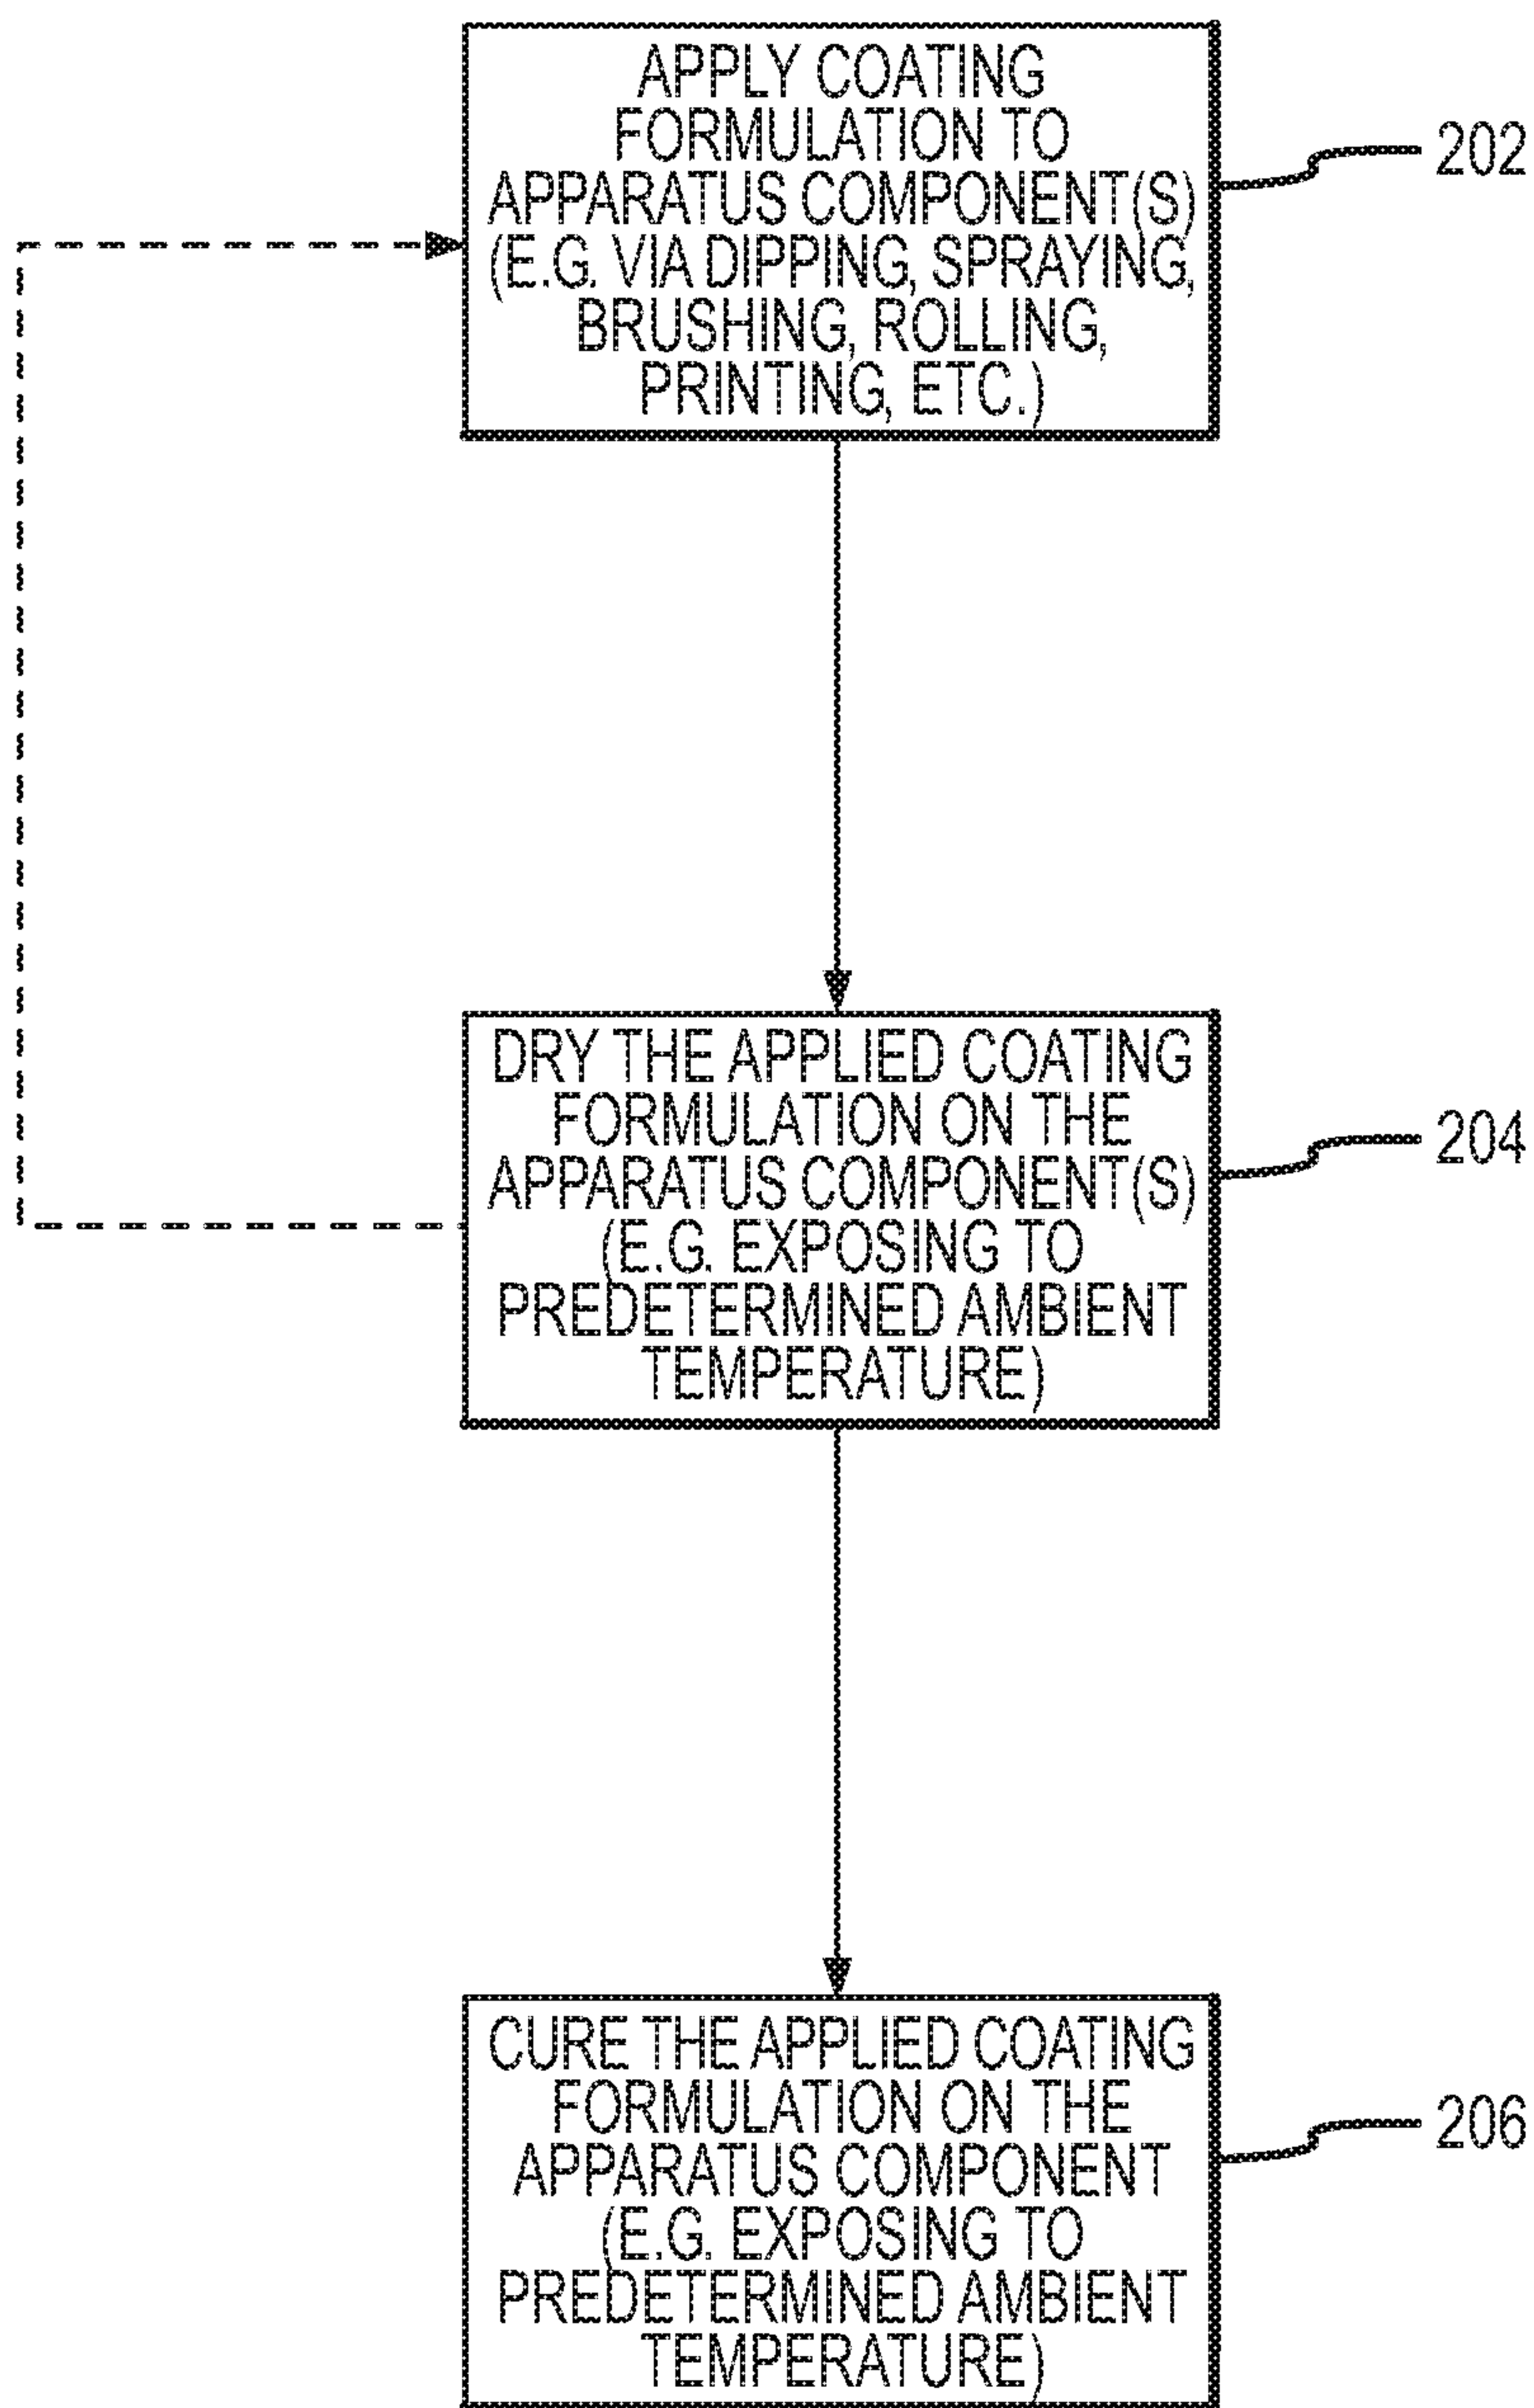 APPLY COATING
FORMULATION TO
APPARATUS COMPONENT(S)
(E.G. VIA DIPPING, SPRAYING,
BRUSHING, ROLLING,
PRINTING, ETC.)
202
DRY THE APPLIED COATING
FORMULATION ON THE
APPARATUS COMPONENT(S)
(E.G. EXPOSING TO
PREDETERMINED AMBIENT
TEMPERATURE)
204
CURE THE APPLIED COATING
FORMULATION ON THE
APPARATUS COMPONENT
(E.G. EXPOSING TO
PREDETERMINED AMBIENT
TEMPERATURE)
206